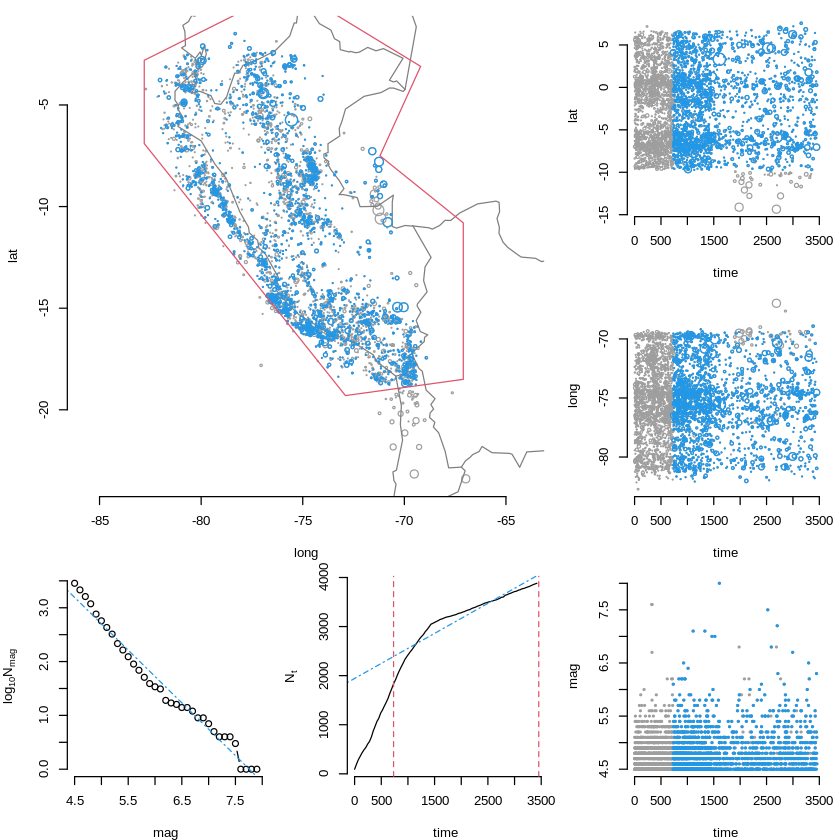 lat
-5
-10
-15
-20
-85
-80
-75
-70
-65
long
lat
5
0
-5
-10
-15
0 500 1500 2500 3500
time
long
-70
-75
-80
0 500 1500 2500 3500
time
log₁₀Nₘₐg
3.0
2.0
1.0
0.0
4.5 5.5 6.5 7.5
mag
Nₜ
4000
3000
2000
1000
0
0 500 1500 2500 3500
time
mag
7.5
6.5
5.5
4.5
0 500 1500 2500 3500
time